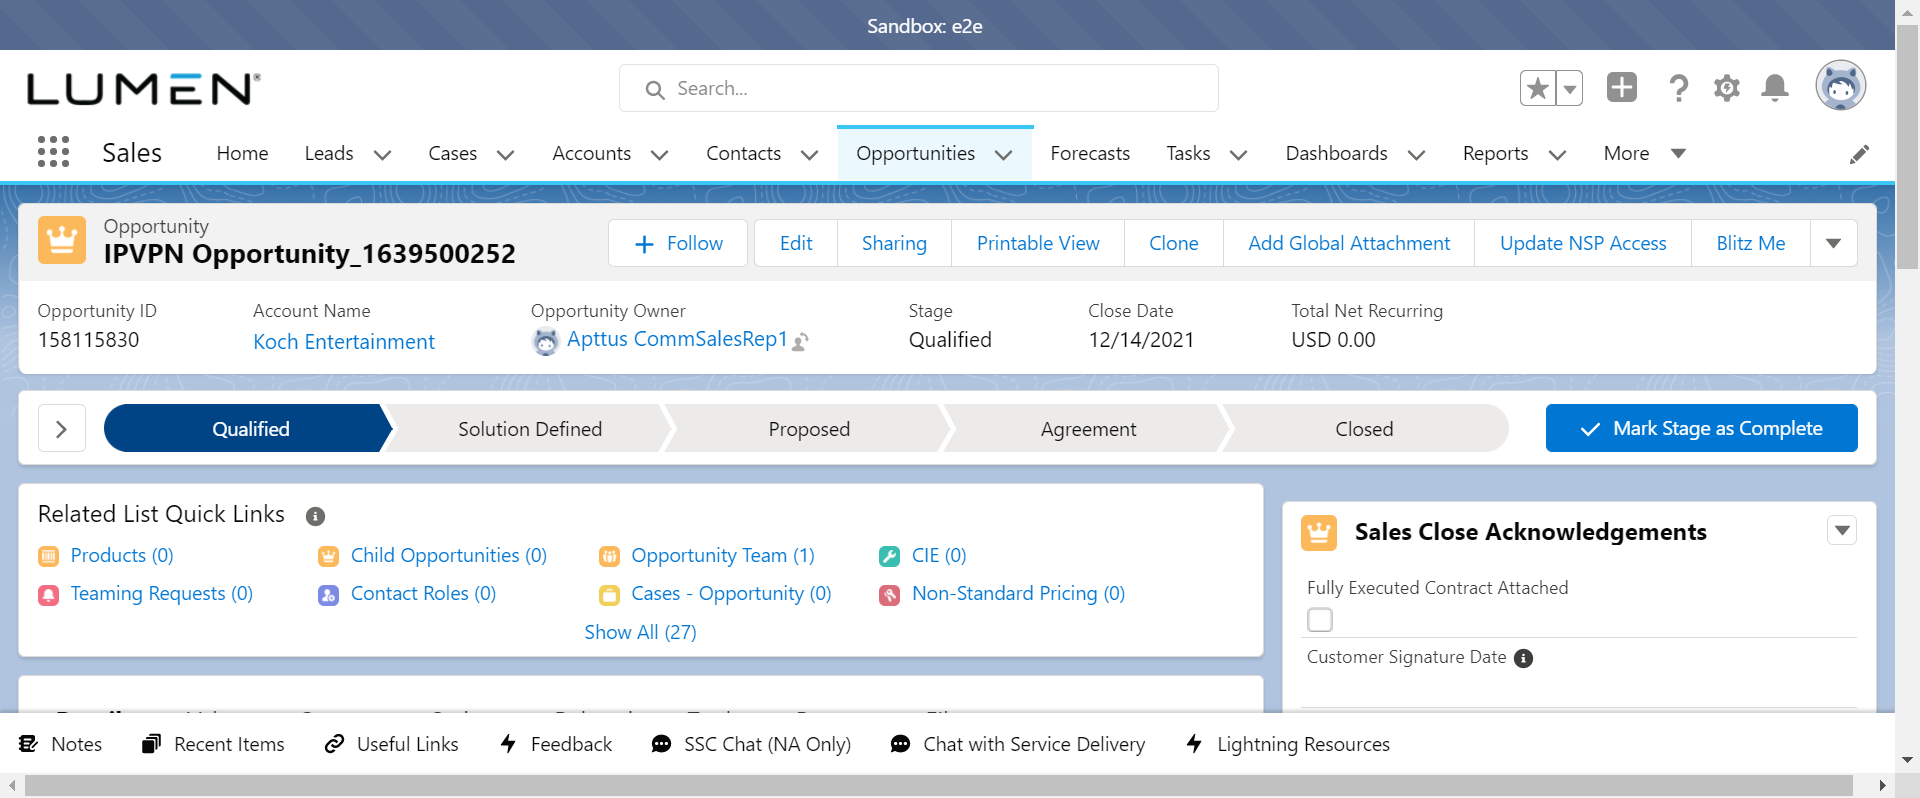 Sandbox: e2e
LUMEN
Search...
Sales Home Leads Cases Accounts Contacts Opportunities Forecasts Tasks Dashboards Reports More
Opportunity
IPVPN Opportunity_1639500252
Follow Edit Sharing Printable View Clone Add Global Attachment Update NSP Access Blitz Me
Opportunity ID Account Name Opportunity Owner Stage Close Date Total Net Recurring
158115830 Koch Entertainment Apttus CommSalesRep1 Qualified 12/14/2021 USD 0.00
Qualified Solution Defined Proposed Agreement Closed Mark Stage as Complete
Related List Quick Links
Products (0) Child Opportunities (0) Opportunity Team (1) CIE (0)
Teaming Requests (0) Contact Roles (0) Cases - Opportunity (0) Non-Standard Pricing (0)
Show All (27)
Sales Close Acknowledgements
Fully Executed Contract Attached
Customer Signature Date
Notes Recent Items Useful Links Feedback SSC Chat (NA Only) Chat with Service Delivery Lightning Resources